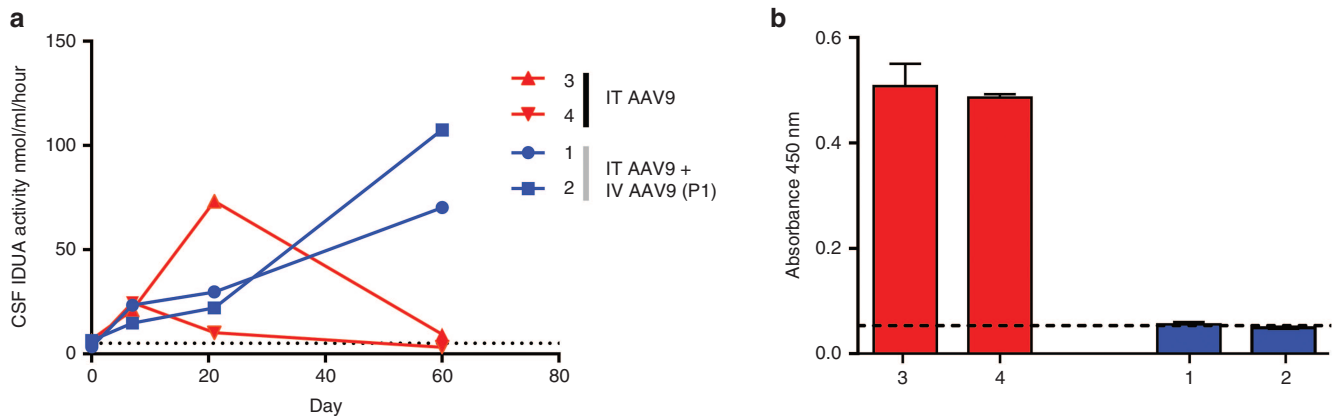 a
150
100
50
0
CSF IDUA activity nmol/ml/hour
0 20 40 60 80
Day
3
4
IT AAV9
1
2
IT AAV9 +
IV AAV9 (P1)
b
0.6
0.4
0.2
0.0
Absorbance 450 nm
3 4 1 2